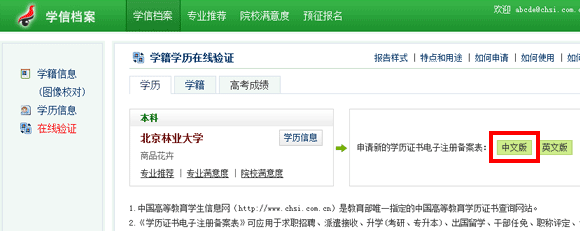 欢迎 abcde@chsi.com.c
学信档案 学信档案 专业推荐 院校满意度 预征报名
学籍信息
(图像校对)
学历信息
在线验证
学籍学历在线验证 报告样式 | 特点和用途 | 如何申请 | 如何使用 | 如
学历 学籍 高考成绩
本科
北京林业大学 学历信息
商品花卉
专业推荐 | 专业满意度 | 院校满意度
申请新的学历证书电子注册备案表： 中文版 英文版
1.中国高等教育学生信息网（http://www.chsi.com.cn）是教育部唯一指定的中国高等教育学历证书查询网站。
2.《学历证书电子注册备案表》可应用于求职招聘、派遣接收、升学(考研、专升本)、出国留学、干部任免、职称评定、